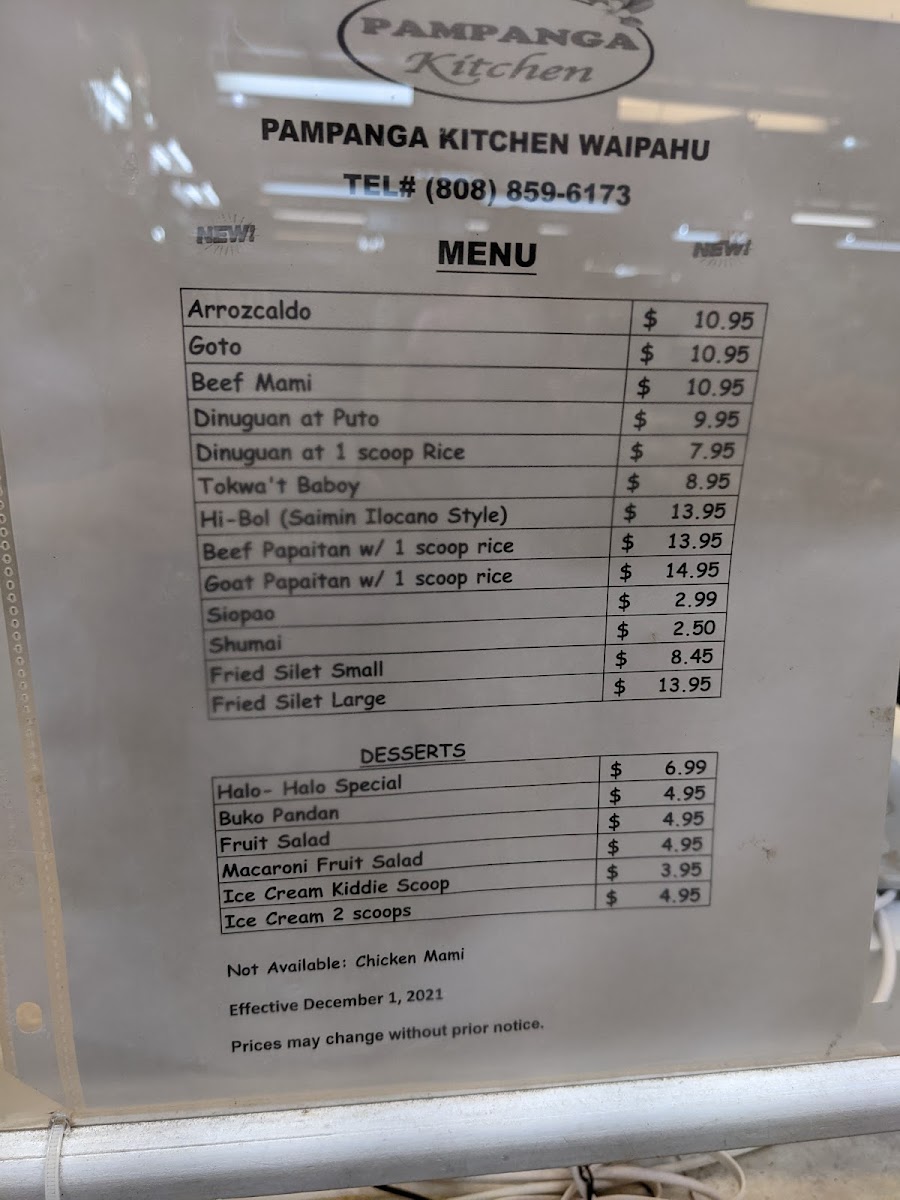 PAMPANGA
Kitchen
PAMPANGA KITCHEN WAIPAHU
TEL# (808) 859-6173
NEW! NEW!
MENU
Arrozcaldo $ 10.95
Goto $ 10.95
Beef Mami $ 10.95
Dinuguan at Puto $ 9.95
Dinuguan at 1 scoop Rice $ 7.95
Tokwa't Baboy $ 8.95
Hi-Bol (Saimin Ilocano Style) $ 13.95
Beef Papaitan w/ 1 scoop rice $ 13.95
Goat Papaitan w/ 1 scoop rice $ 14.95
Siopao $ 2.99
Shumai $ 2.50
Fried Silet Small $ 8.45
Fried Silet Large $ 13.95
DESSERTS
Halo- Halo Special $ 6.99
Buko Pandan $ 4.95
Fruit Salad $ 4.95
Macaroni Fruit Salad $ 4.95
Ice Cream Kiddie Scoop $ 3.95
Ice Cream 2 scoops $ 4.95
Not Available: Chicken Mami
Effective December 1, 2021
Prices may change without prior notice.